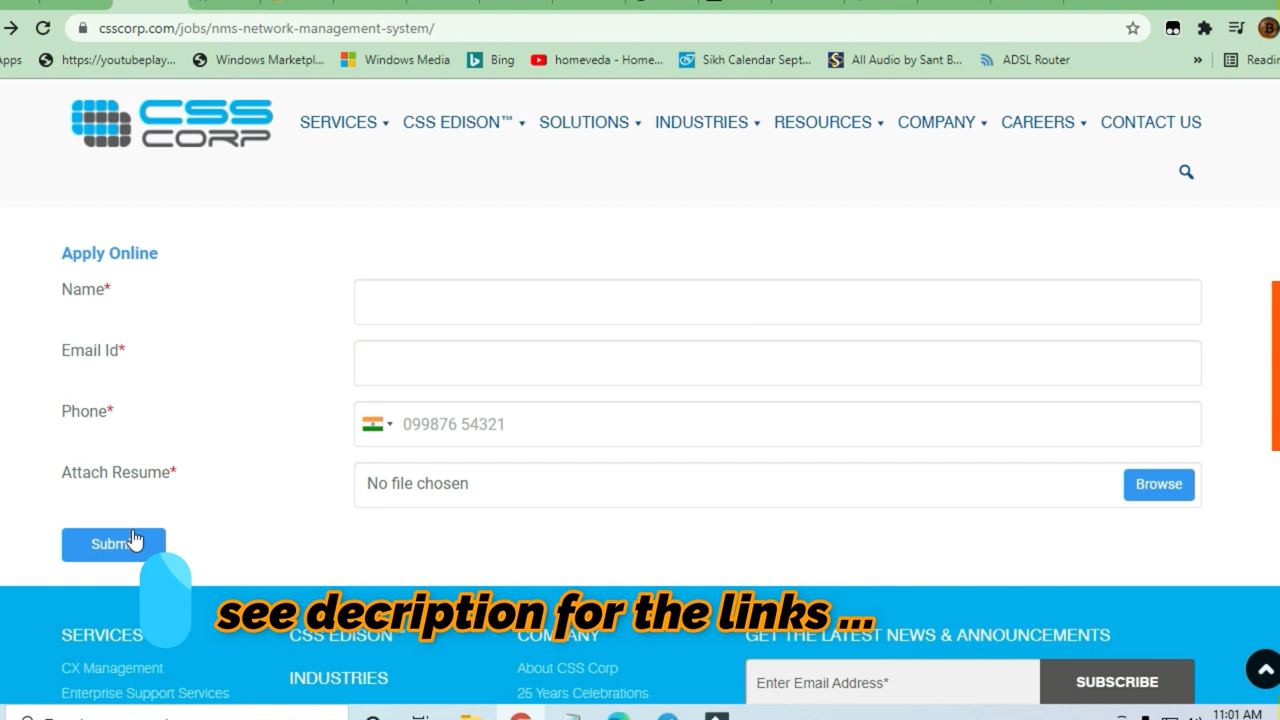 csscorp.com/jobs/nms-network-management-system/
Apps https://youtubeplay... Windows Marketpl... Windows Media Bing homeveda - Home... Sikh Calendar Sept... All Audio by Sant B... ADSL Router »
CSS CORP SERVICES CSS EDISON™ SOLUTIONS INDUSTRIES RESOURCES COMPANY CAREERS CONTACT US
Apply Online
Name*
Email Id*
Phone* 099876 54321
Attach Resume* No file chosen Browse
see decription for the links ...
SERVICES CSS EDISON COMPANY GET THE LATEST NEWS & ANNOUNCEMENTS
CX Management INDUSTRIES About CSS Corp Enter Email Address* SUBSCRIBE
Enterprise Support Services 25 Years Celebrations
11:01 AM